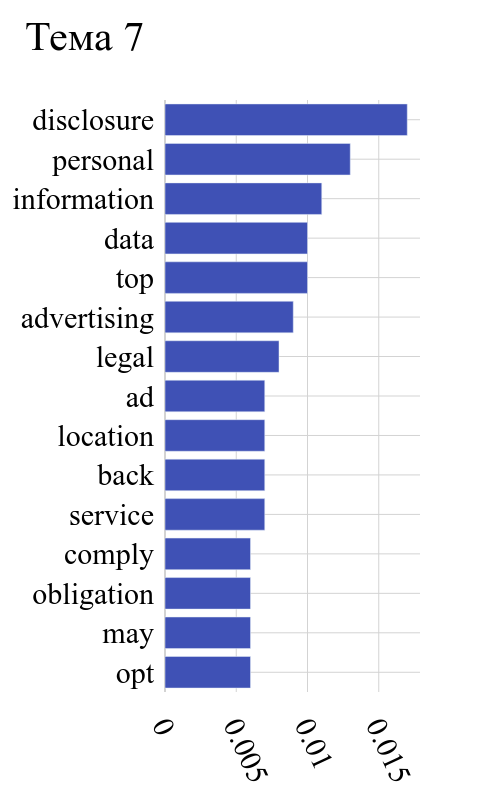 Тема 7
disclosure
personal
information
data
top
advertising
legal
ad
location
back
service
comply
obligation
may
opt
0
0.005
0.01
0.015